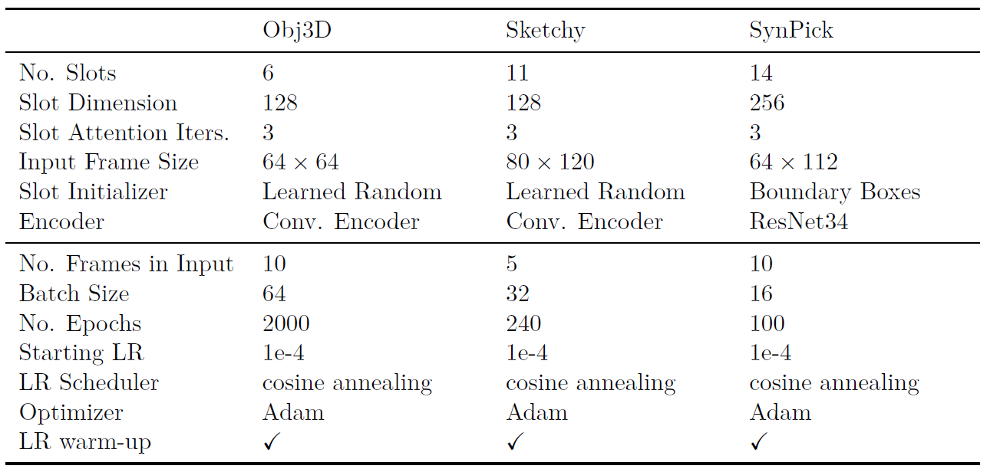 Obj3D Sketchy SynPick
No. Slots 6 11 14
Slot Dimension 128 128 256
Slot Attention Iters. 3 3 3
Input Frame Size 64 × 64 80 × 120 64 × 112
Slot Initializer Learned Random Learned Random Boundary Boxes
Encoder Conv. Encoder Conv. Encoder ResNet34
No. Frames in Input 10 5 10
Batch Size 64 32 16
No. Epochs 2000 240 100
Starting LR 1e-4 1e-4 1e-4
LR Scheduler cosine annealing cosine annealing cosine annealing
Optimizer Adam Adam Adam
LR warm-up ✓ ✓ ✓